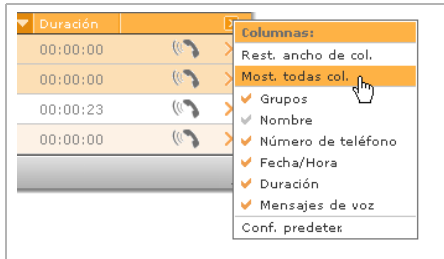 Duración
00:00:00
00:00:00
00:00:23
00:00:00
Columnas:
Rest. ancho de col.
Most. todas col.
Grupos
Nombre
Número de teléfono
Fecha/Hora
Duración
Mensajes de voz
Conf. predeter.